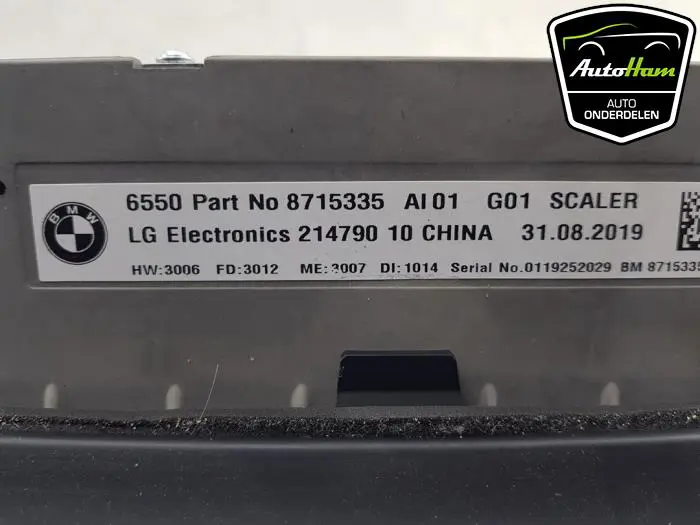 AutoHam
AUTO
ONDERDELEN
BMW
6550 Part No 8715335 AI 01 G01 SCALER
LG Electronics 214790 10 CHINA 31.08.2019
HW:3006 FD:3012 ME:3007 DI:1014 Serial No.0119252029 BM 8715335